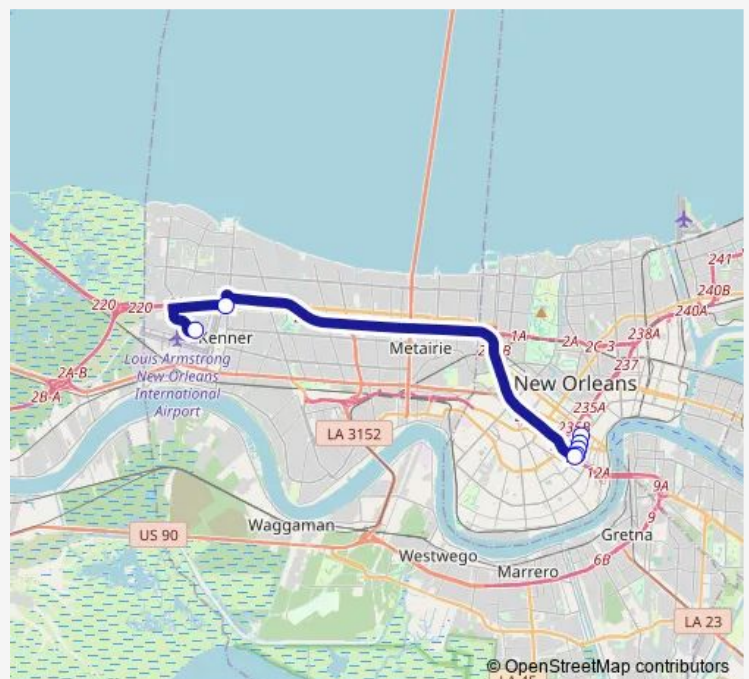 241
240B
240A
220
220
1A
2A
2C-3
238A
237
Kenner
Metairie
2A-B
2B-A
Louis Armstrong
New Orleans
International
Airport
New Orleans
235A
LA 3152
12A
9A
9
US 90
Waggaman
Gretna
Westwego
6B
Marrero
LA 23
© OpenStreetMap contributors